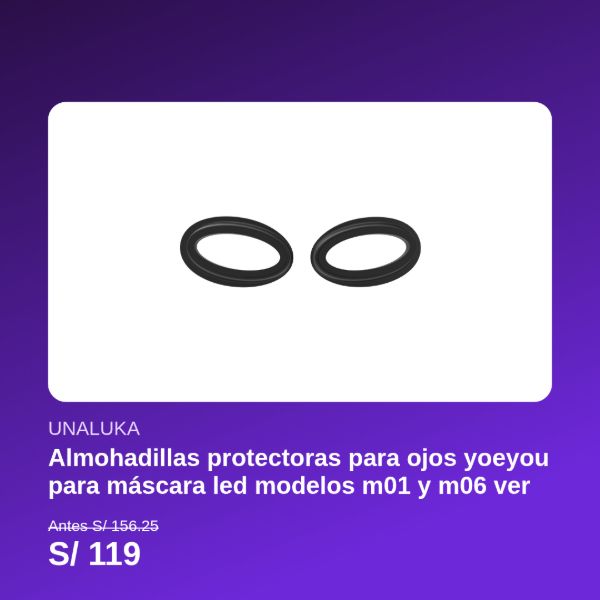 UNALUKA
Almohadillas protectoras para ojos yoeyou
para máscara led modelos m01 y m06 ver
Antes S/ 156.25
S/ 119